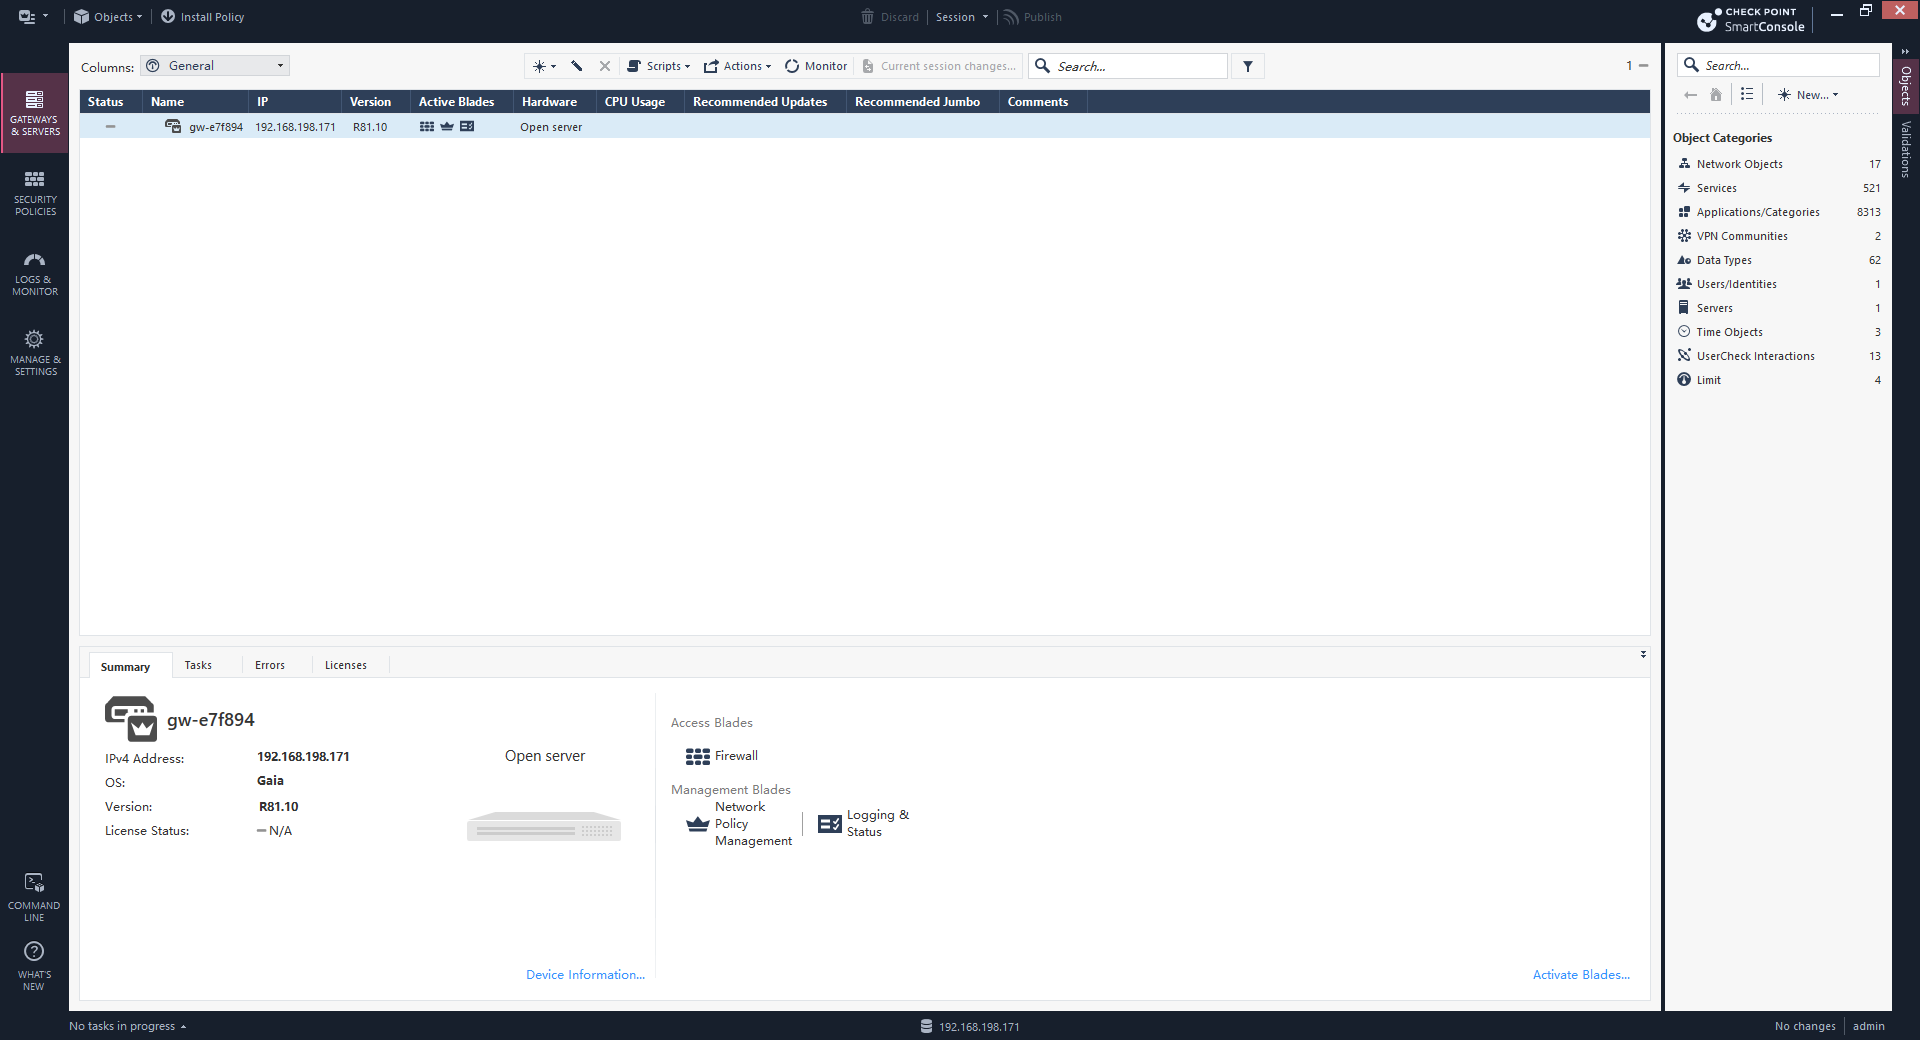 Objects
Install Policy
Discard
Session
Publish
CHECK POINT
SmartConsole
GATEWAYS
& SERVERS
SECURITY
POLICIES
LOGS &
MONITOR
MANAGE &
SETTINGS
COMMAND
LINE
WHAT'S
NEW
Columns:
General
Scripts
Actions
Monitor
Current session changes...
Search...
1
Status Name IP Version Active Blades Hardware CPU Usage Recommended Updates Recommended Jumbo Comments
gw-e7f894 192.168.198.171 R81.10 Open server
Summary
Tasks
Errors
Licenses
gw-e7f894
IPv4 Address: 192.168.198.171
OS: Gaia
Version: R81.10
License Status: N/A
Open server
Device Information...
Access Blades
Firewall
Management Blades
Network
Policy
Management
Logging &
Status
Activate Blades...
Search...
New...
Object Categories
Network Objects 17
Services 521
Applications/Categories 8313
VPN Communities 2
Data Types 62
Users/Identities 1
Servers 1
Time Objects 3
UserCheck Interactions 13
Limit 4
Objects
Validations
No tasks in progress
192.168.198.171
No changes
admin